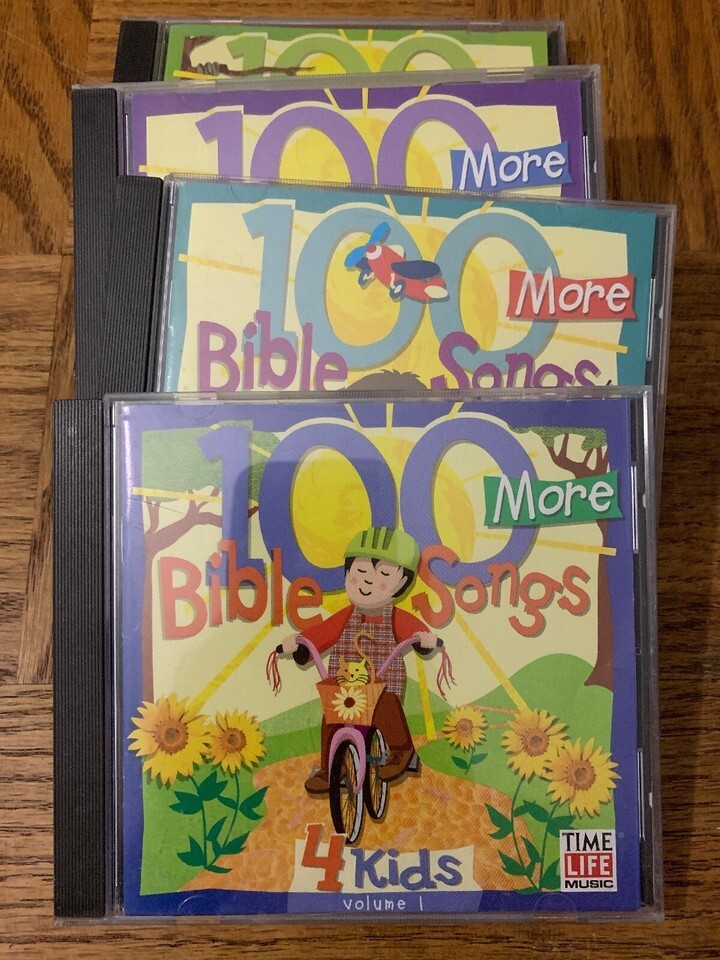 100
100
More
100
More
Bible Songs
100
More
Bible Songs
4 Kids
volume 1
TIME
LIFE
MUSIC